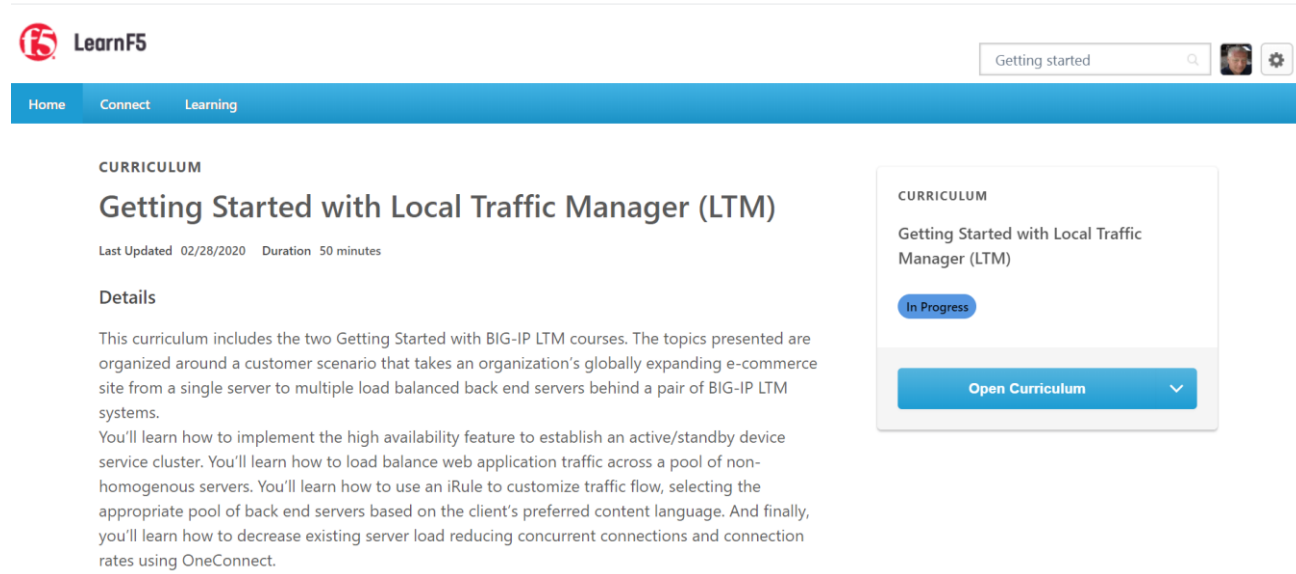 f5 LearnF5
Getting started
Home Connect Learning
CURRICULUM
Getting Started with Local Traffic Manager (LTM)
Last Updated 02/28/2020 Duration 50 minutes
Details
This curriculum includes the two Getting Started with BIG-IP LTM courses. The topics presented are
organized around a customer scenario that takes an organization's globally expanding e-commerce
site from a single server to multiple load balanced back end servers behind a pair of BIG-IP LTM
systems.
You'll learn how to implement the high availability feature to establish an active/standby device
service cluster. You'll learn how to load balance web application traffic across a pool of non-
homogenous servers. You'll learn how to use an iRule to customize traffic flow, selecting the
appropriate pool of back end servers based on the client's preferred content language. And finally,
you'll learn how to decrease existing server load reducing concurrent connections and connection
rates using OneConnect.
CURRICULUM
Getting Started with Local Traffic
Manager (LTM)
In Progress
Open Curriculum